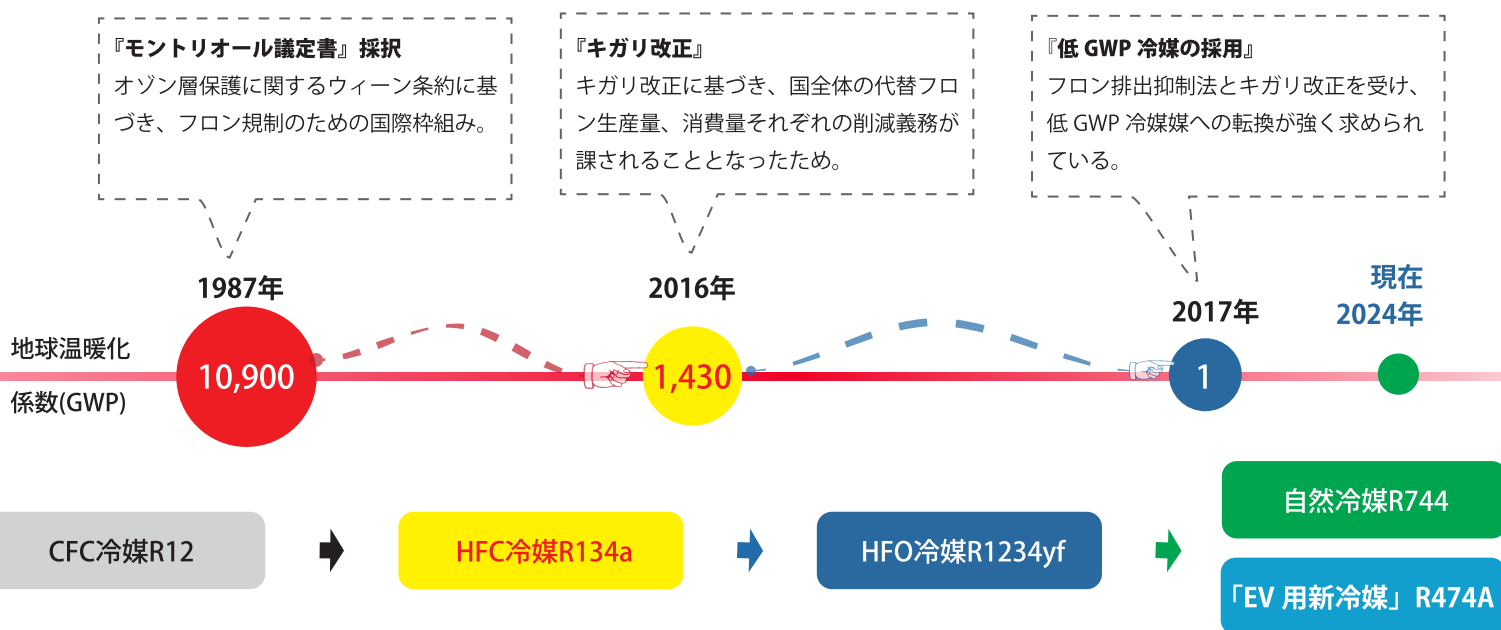 『モントリオール議定書』採択
オゾン層保護に関するウィーン条約に基
づき、フロン規制のための国際枠組み。
『キガリ改正』
キガリ改正に基づき、国全体の代替フロ
ン生産量、消費量それぞれの削減義務が
課されることとなったため。
『低 GWP 冷媒の採用』
フロン排出抑制法とキガリ改正を受け、
低 GWP 冷媒媒への転換が強く求められ
ている。
1987年
2016年
2017年
現在
2024年
地球温暖化
係数(GWP)
10,900
1,430
1
CFC冷媒R12
HFC冷媒R134a
HFO冷媒R1234yf
自然冷媒R744
「EV 用新冷媒」R474A